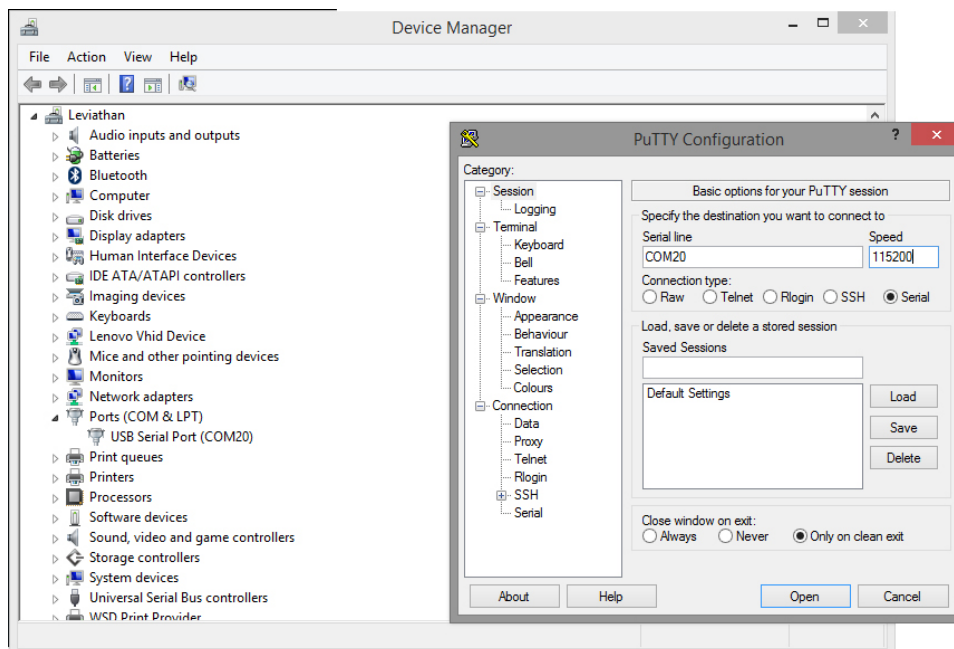 Device Manager
File Action View Help
Leviathan
Audio inputs and outputs
Batteries
Bluetooth
Computer
Disk drives
Display adapters
Human Interface Devices
IDE ATA/ATAPI controllers
Imaging devices
Keyboards
Lenovo Vhid Device
Mice and other pointing devices
Monitors
Network adapters
Ports (COM & LPT)
USB Serial Port (COM20)
Print queues
Printers
Processors
Software devices
Sound, video and game controllers
Storage controllers
System devices
Universal Serial Bus controllers
WSD Print Provider
PuTTY Configuration
Category:
Session
Logging
Terminal
Keyboard
Bell
Features
Window
Appearance
Behaviour
Translation
Selection
Colours
Connection
Data
Proxy
Telnet
Rlogin
SSH
Serial
Basic options for your PuTTY session
Specify the destination you want to connect to
Serial line Speed
COM20 115200
Connection type:
Raw Telnet Rlogin SSH Serial
Load, save or delete a stored session
Saved Sessions
Default Settings
Load
Save
Delete
Close window on exit:
Always Never Only on clean exit
About Help Open Cancel